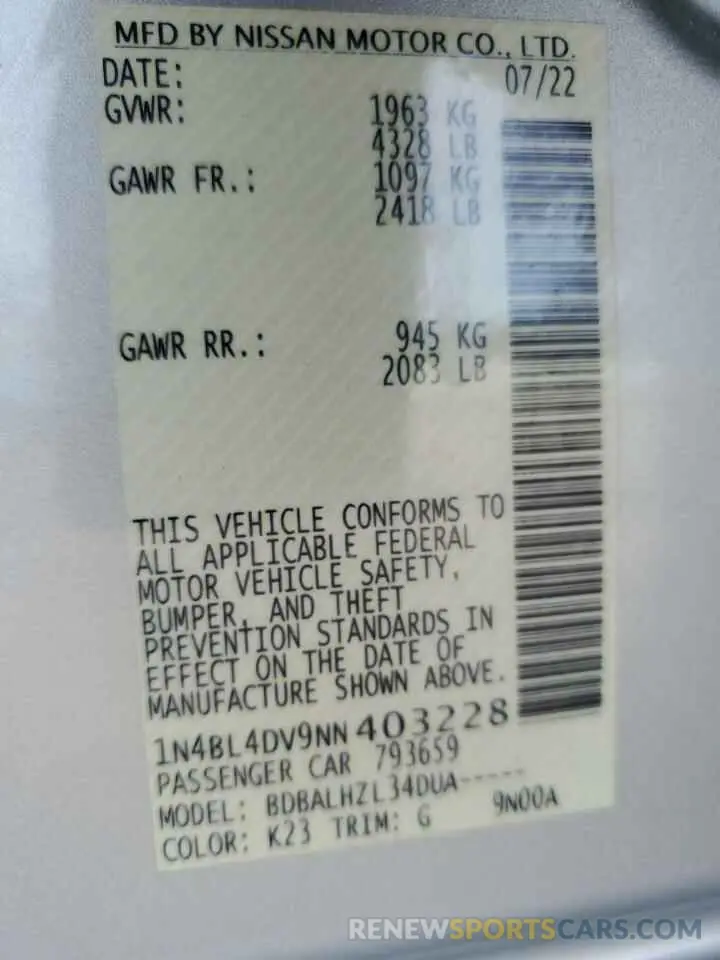 MFD BY NISSAN MOTOR CO., LTD.
DATE: 07/22
GVWR: 1963 KG
4328 LB
GAWR FR.: 1097 KG
2418 LB
GAWR RR.: 945 KG
2083 LB
THIS VEHICLE CONFORMS TO
ALL APPLICABLE FEDERAL
MOTOR VEHICLE SAFETY,
BUMPER, AND THEFT
PREVENTION STANDARDS IN
EFFECT ON THE DATE OF
MANUFACTURE SHOWN ABOVE.
1N4BL4DV9NN403228
PASSENGER CAR 793659
MODEL: BDBALHZL34DUA-----
COLOR: K23 TRIM: G 9N00A
RENEWSPORTSCARS.COM